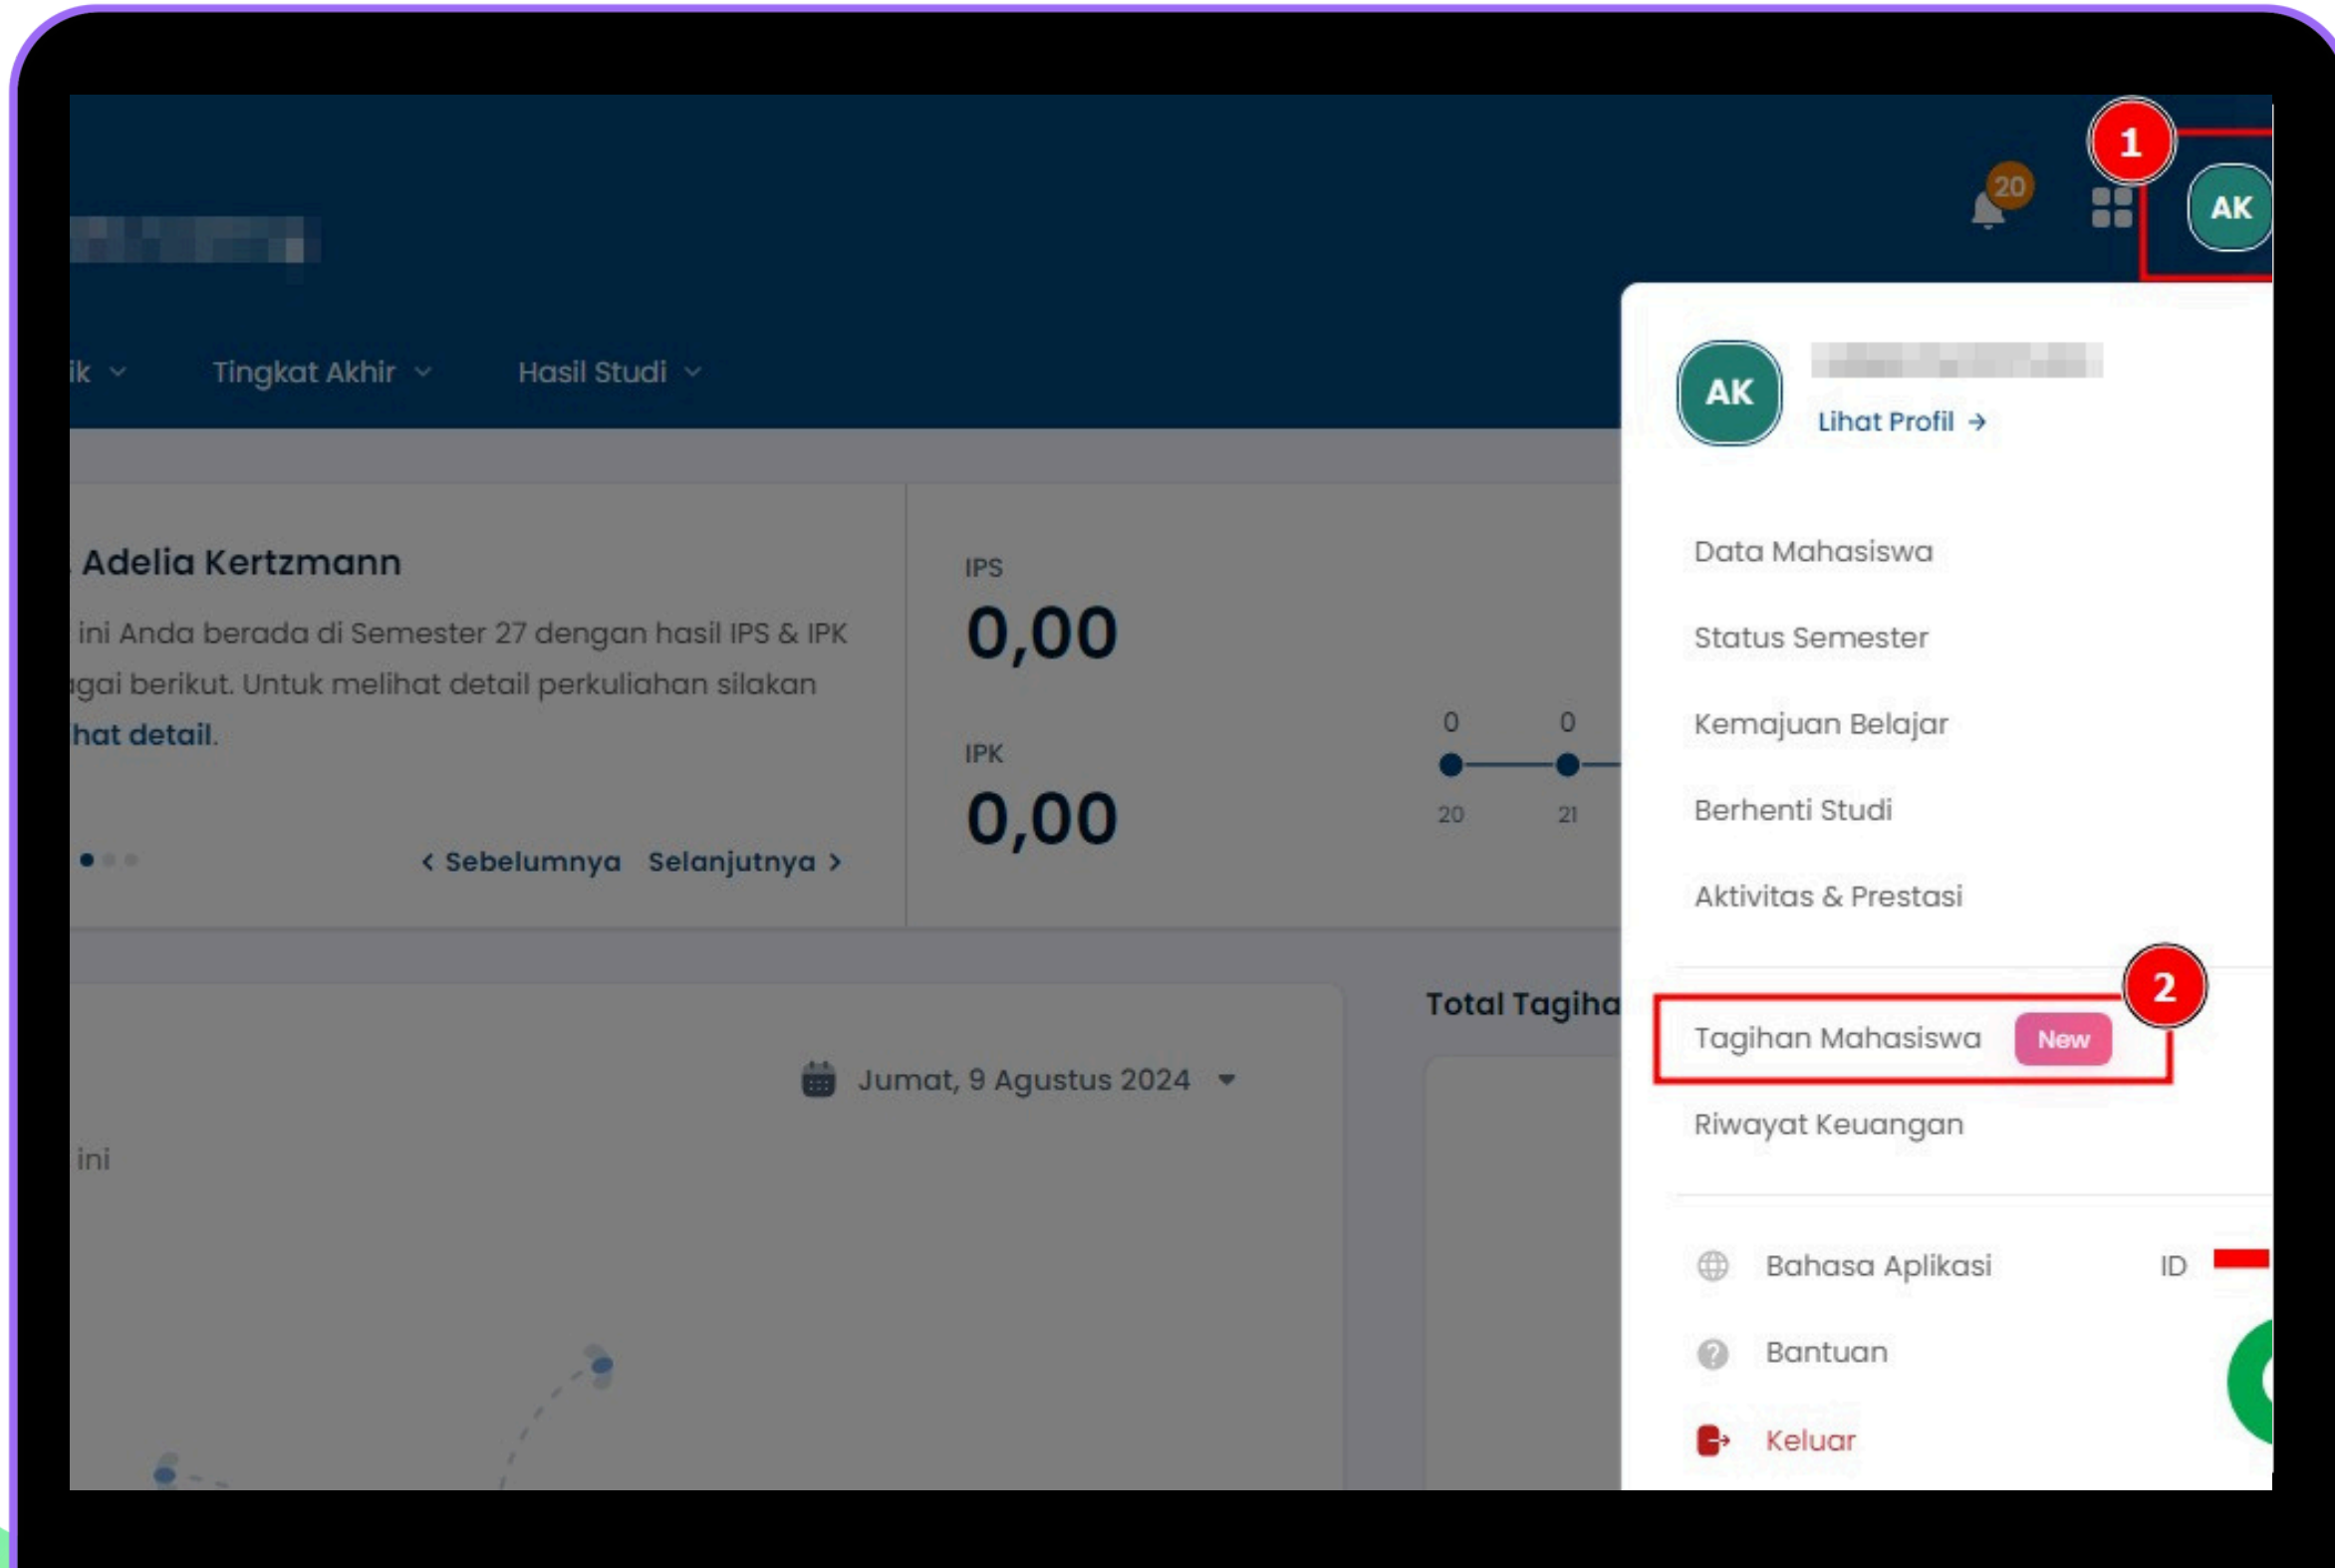 1
20
AK
ik
Tingkat Akhir
Hasil Studi
AK
Lihat Profil →
Adelia Kertzmann
ini Anda berada di Semester 27 dengan hasil IPS & IPK
gai berikut. Untuk melihat detail perkuliahan silakan
hat detail.
< Sebelumnya Selanjutnya >
IPS
0,00
IPK
0,00
0 0
20 21
Data Mahasiswa
Status Semester
Kemajuan Belajar
Berhenti Studi
Aktivitas & Prestasi
2
Tagihan Mahasiswa New
Riwayat Keuangan
Total Tagiha
Jumat, 9 Agustus 2024
ini
Bahasa Aplikasi ID
Bantuan
Keluar